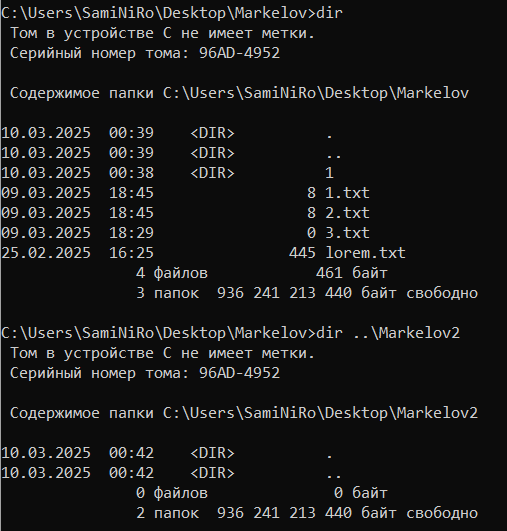 C:\Users\SamiNiRo\Desktop\Markelov>dir
Том в устройстве C не имеет метки.
Серийный номер тома: 96AD-4952
Содержимое папки C:\Users\SamiNiRo\Desktop\Markelov
10.03.2025  00:39    <DIR>          .
10.03.2025  00:39    <DIR>          ..
10.03.2025  00:38    <DIR>          1
09.03.2025  18:45                 8 1.txt
09.03.2025  18:45                 8 2.txt
09.03.2025  18:29                 0 3.txt
25.02.2025  16:25               445 lorem.txt
4 файлов            461 байт
3 папок  936 241 213 440 байт свободно
C:\Users\SamiNiRo\Desktop\Markelov>dir ..\Markelov2
Том в устройстве C не имеет метки.
Серийный номер тома: 96AD-4952
Содержимое папки C:\Users\SamiNiRo\Desktop\Markelov2
10.03.2025  00:42    <DIR>          .
10.03.2025  00:42    <DIR>          ..
0 файлов              0 байт
2 папок  936 241 213 440 байт свободно